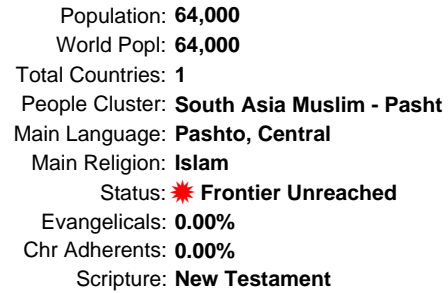 Population: 64,000
World Popl: 64,000
Total Countries: 1
People Cluster: South Asia Muslim - Pasht
Main Language: Pashto, Central
Main Religion: Islam
Status: Frontier Unreached
Evangelicals: 0.00%
Chr Adherents: 0.00%
Scripture: New Testament